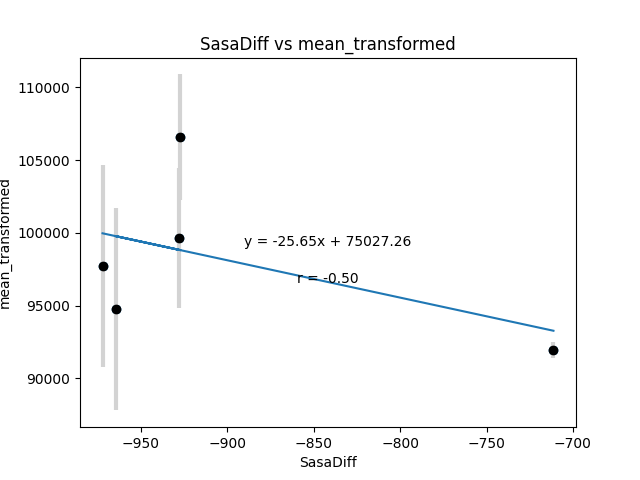 SasaDiff vs mean_transformed
mean_transformed
110000
105000
100000
95000
90000
y = -25.65x + 75027.26
r = -0.50
−950
−900
−850
−800
−750
−700
SasaDiff